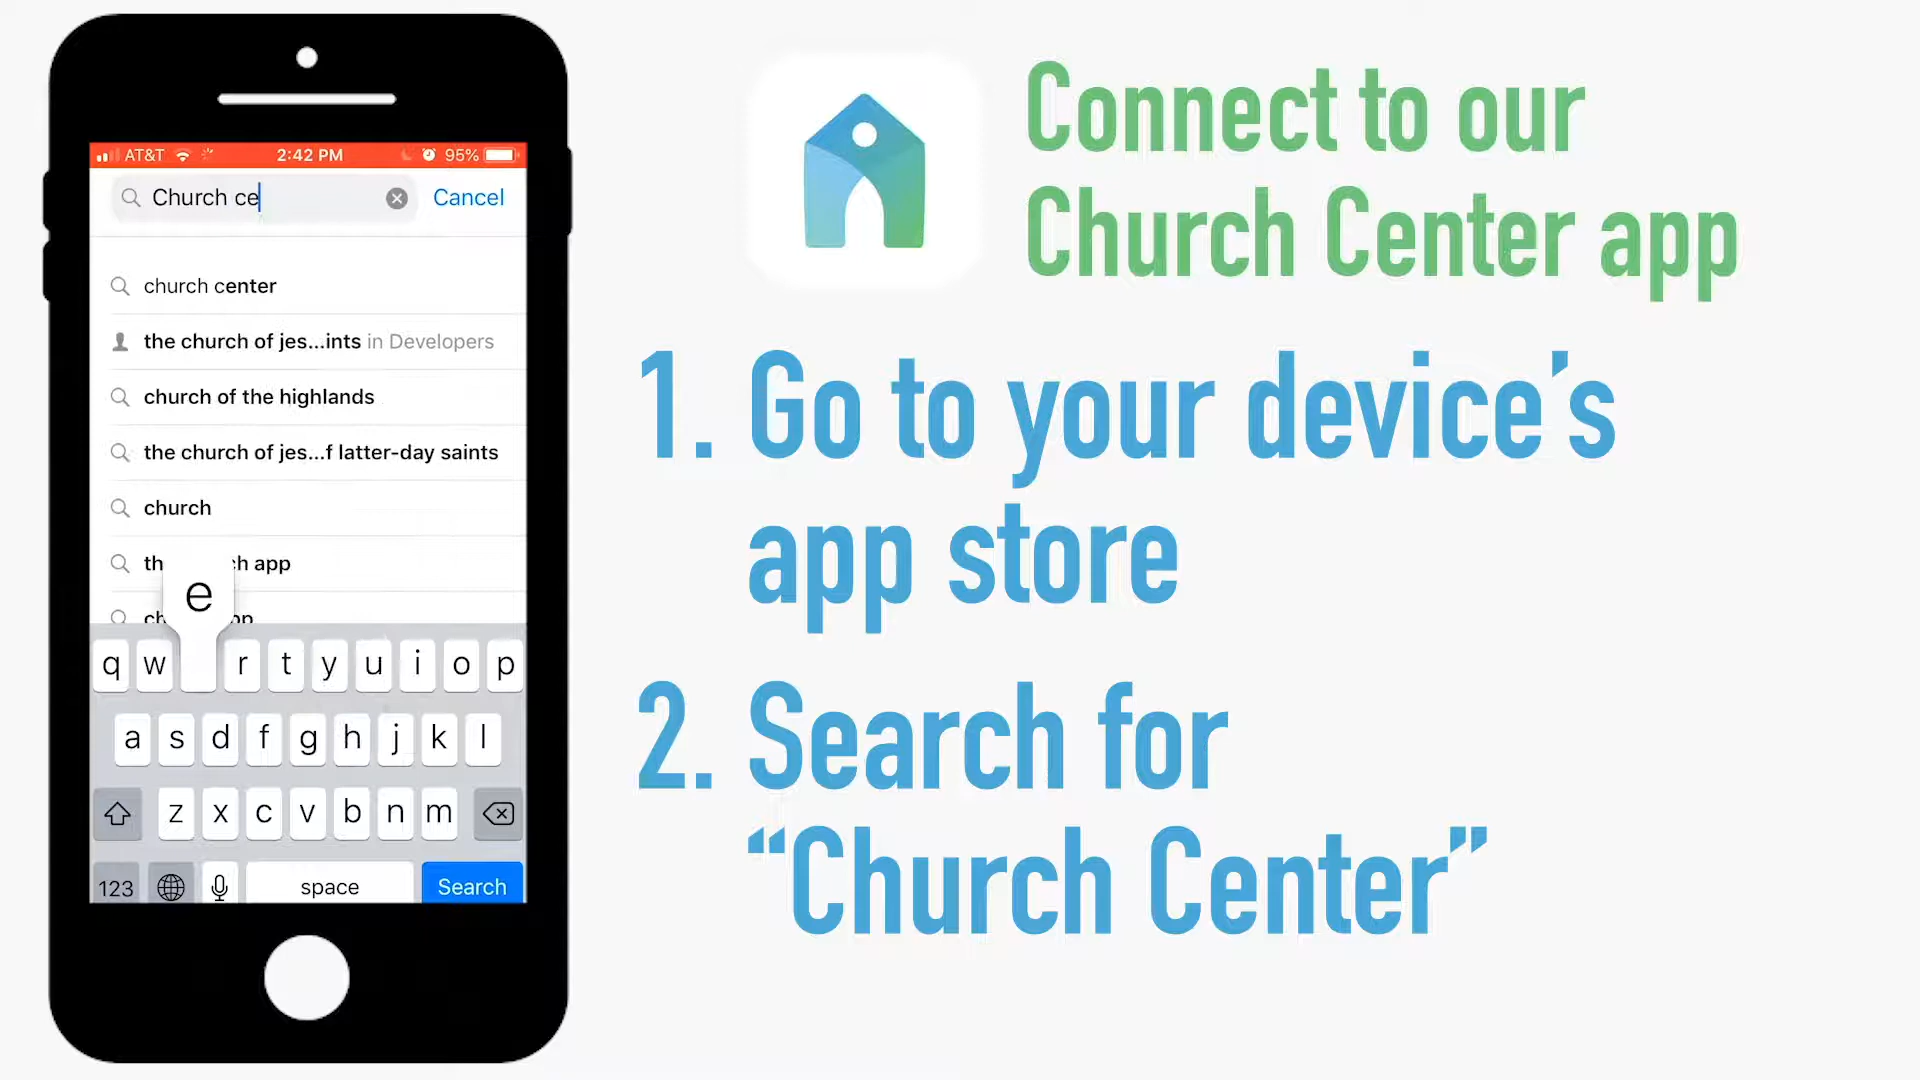 AT&T 2:42 PM 95%
Church ce Cancel
church center
the church of jes...ints in Developers
church of the highlands
the church of jes...f latter-day saints
church
app
e
q w r t y u i o p
a s d f g h j k l
z x c v b n m
123 space Search
Connect to our
Church Center app
1. Go to your device’s
app store
2. Search for
“Church Center”